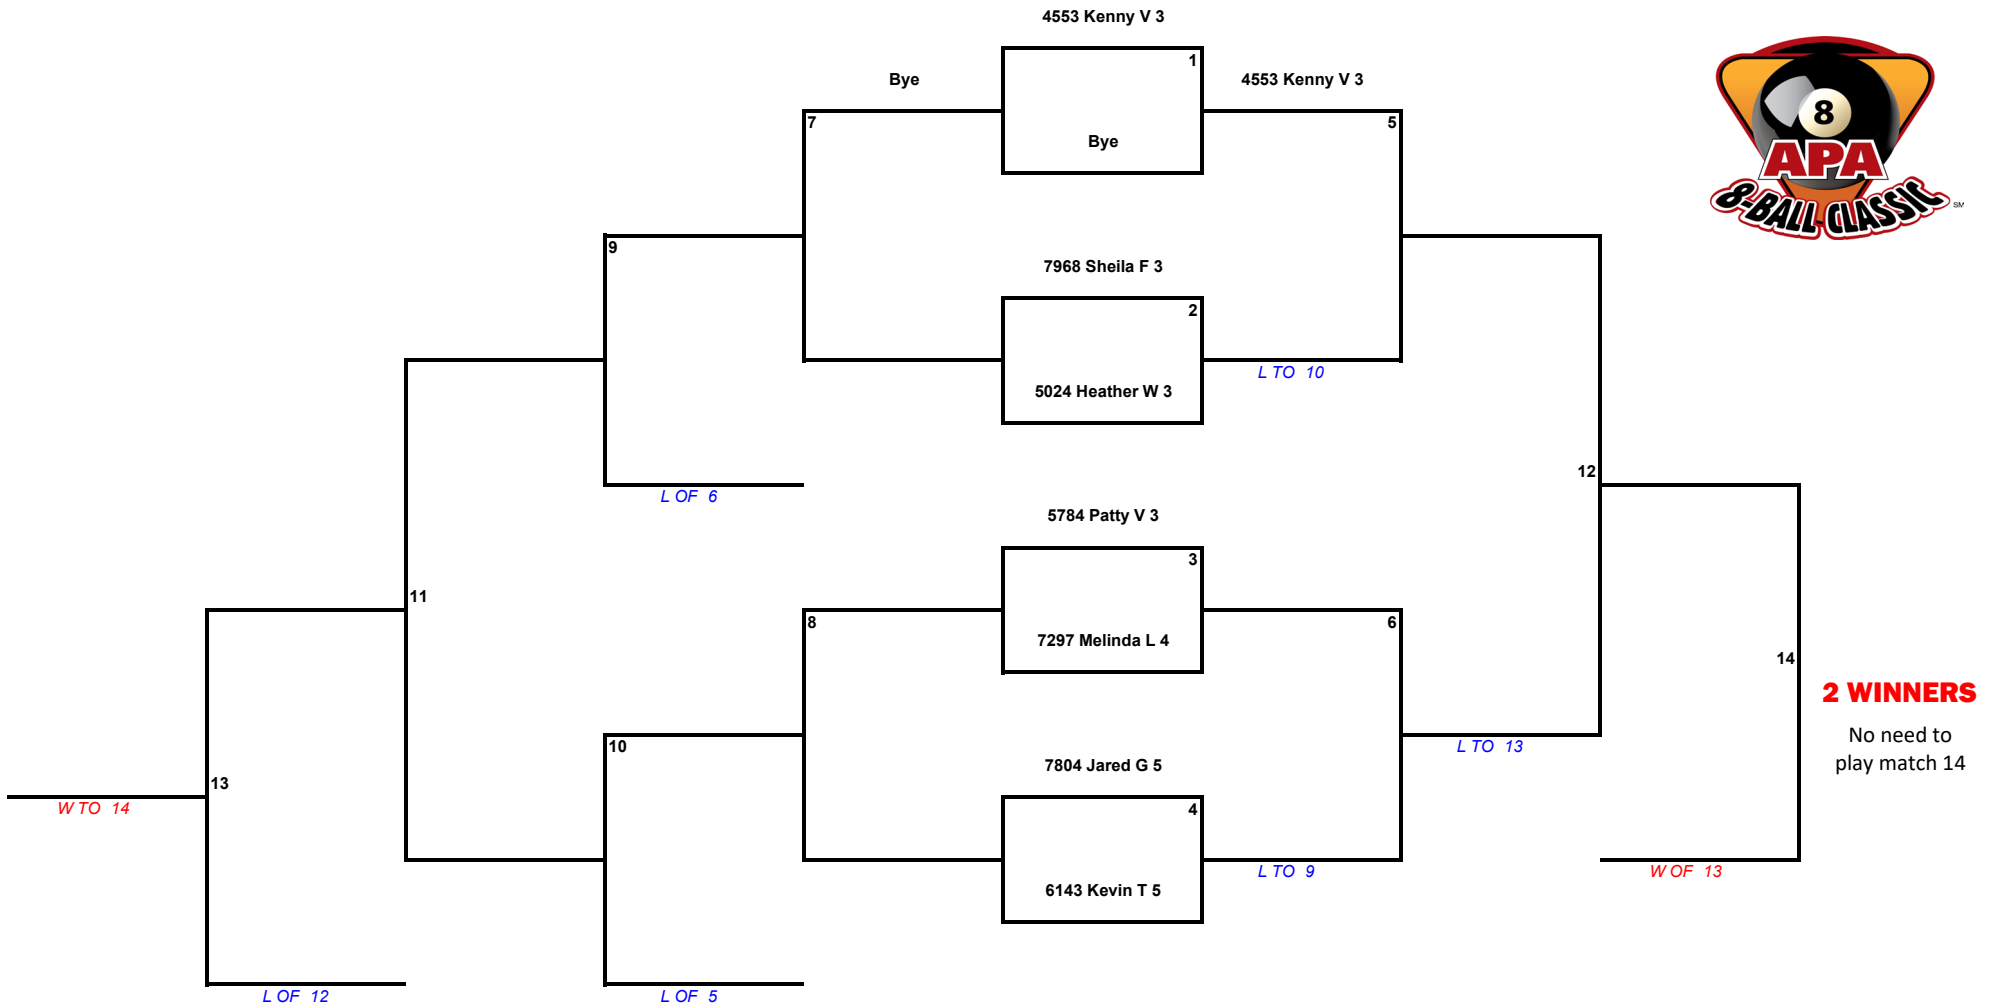 4553 Kenny V 3
1
Bye
4553 Kenny V 3
7
5
Bye
8
APA
8-BALL CLASSIC
SM
9
7968 Sheila F 3
2
L TO 10
5024 Heather W 3
12
L OF 6
5784 Patty V 3
3
11
8
6
7297 Melinda L 4
14
2 WINNERS
No need to
play match 14
10
L TO 13
7804 Jared G 5
13
W TO 14
4
L TO 9
W OF 13
6143 Kevin T 5
L OF 12
L OF 5